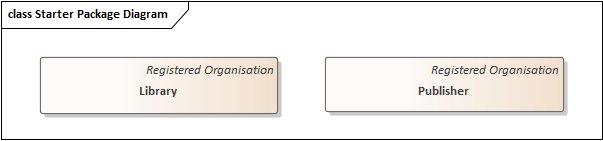 class Starter Package Diagram
Registered Organisation
Library
Registered Organisation
Publisher